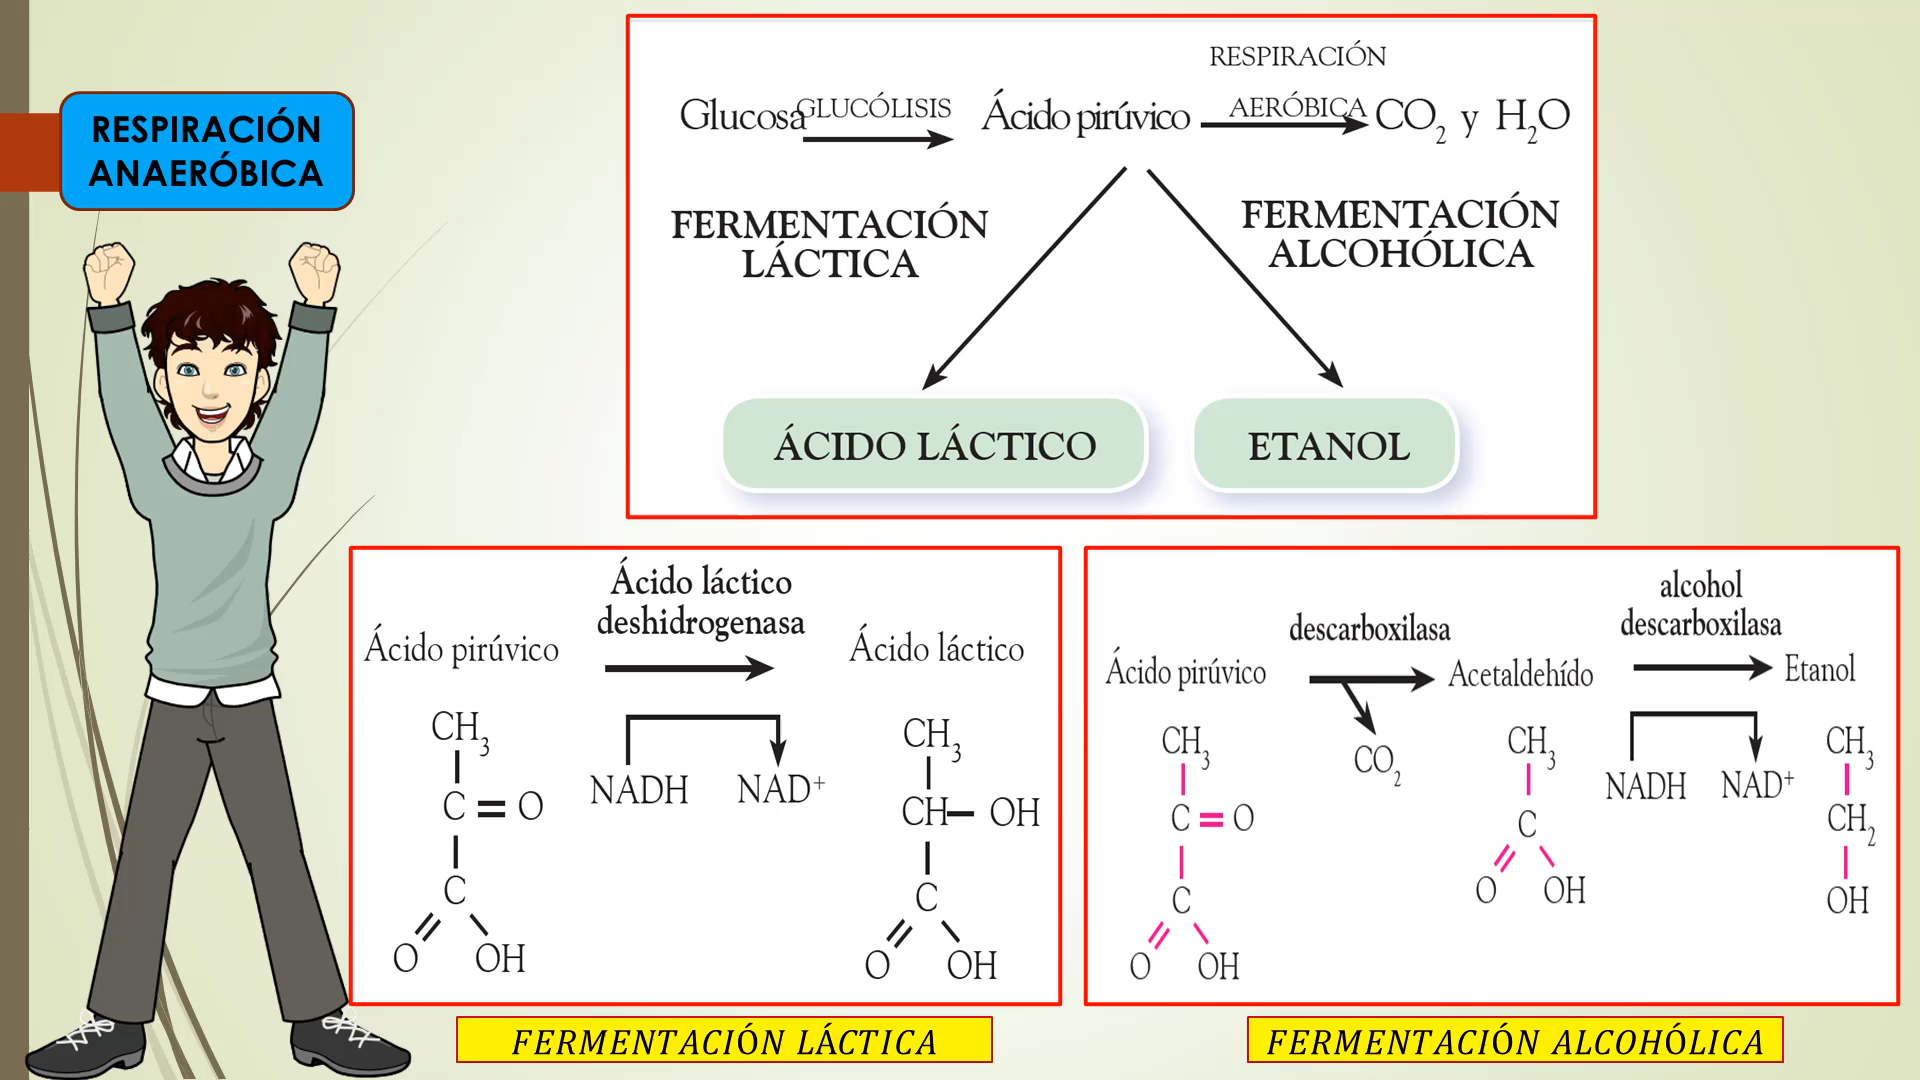 RESPIRACIÓN
ANAERÓBICA
RESPIRACIÓN
Glucosa GLUCÓLISIS Ácido pirúvico AERÓBICA CO2 y H2O
FERMENTACIÓN
LÁCTICA
FERMENTACIÓN
ALCOHÓLICA
ÁCIDO LÁCTICO
ETANOL
Ácido láctico
deshidrogenasa
Ácido pirúvico
Ácido láctico
CH3
C = O
C
O OH
NADH NAD+
CH3
CH— OH
C
O OH
FERMENTACIÓN LÁCTICA
descarboxilasa
alcohol
descarboxilasa
Ácido pirúvico
Acetaldehído
Etanol
CH3
C = O
C
O OH
CO2
CH3
C
O OH
NADH NAD+
CH3
CH2
OH
FERMENTACIÓN ALCOHÓLICA